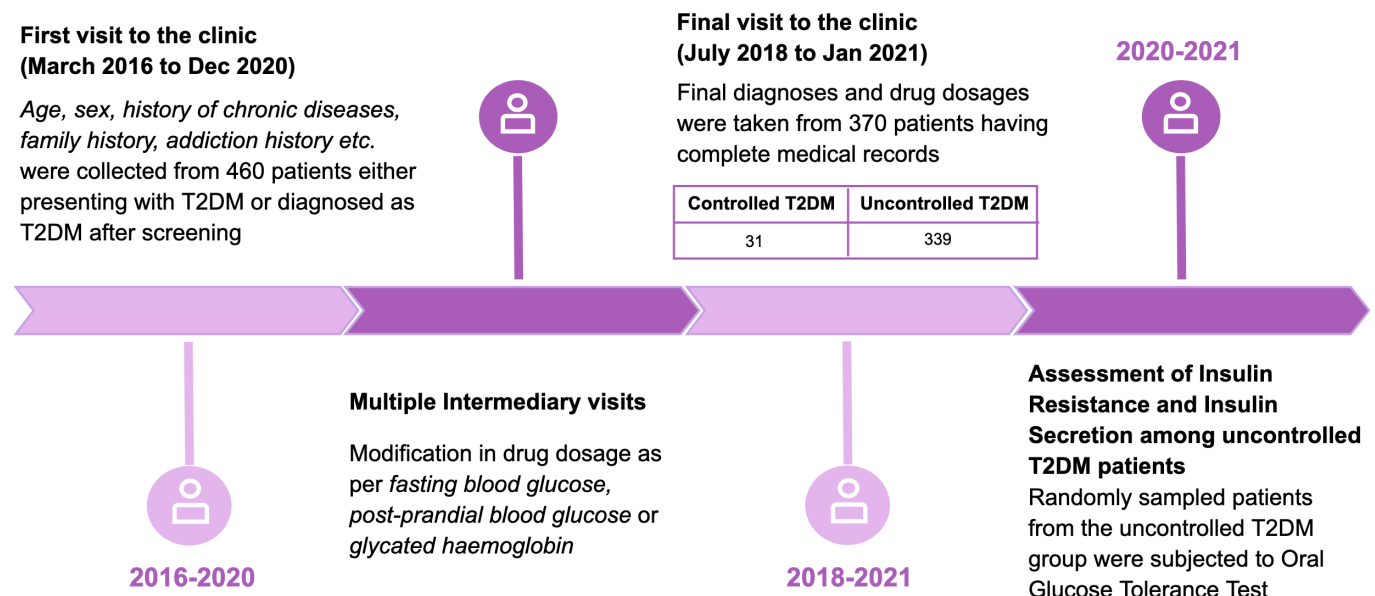 First visit to the clinic
(March 2016 to Dec 2020)
Age, sex, history of chronic diseases,
family history, addiction history etc.
were collected from 460 patients either
presenting with T2DM or diagnosed as
T2DM after screening
2016-2020
Multiple Intermediary visits
Modification in drug dosage as
per fasting blood glucose,
post-prandial blood glucose or
glycated haemoglobin
Final visit to the clinic
(July 2018 to Jan 2021)
Final diagnoses and drug dosages
were taken from 370 patients having
complete medical records
Controlled T2DM Uncontrolled T2DM
31 339
2018-2021
2020-2021
Assessment of Insulin
Resistance and Insulin
Secretion among uncontrolled
T2DM patients
Randomly sampled patients
from the uncontrolled T2DM
group were subjected to Oral
Glucose Tolerance Test